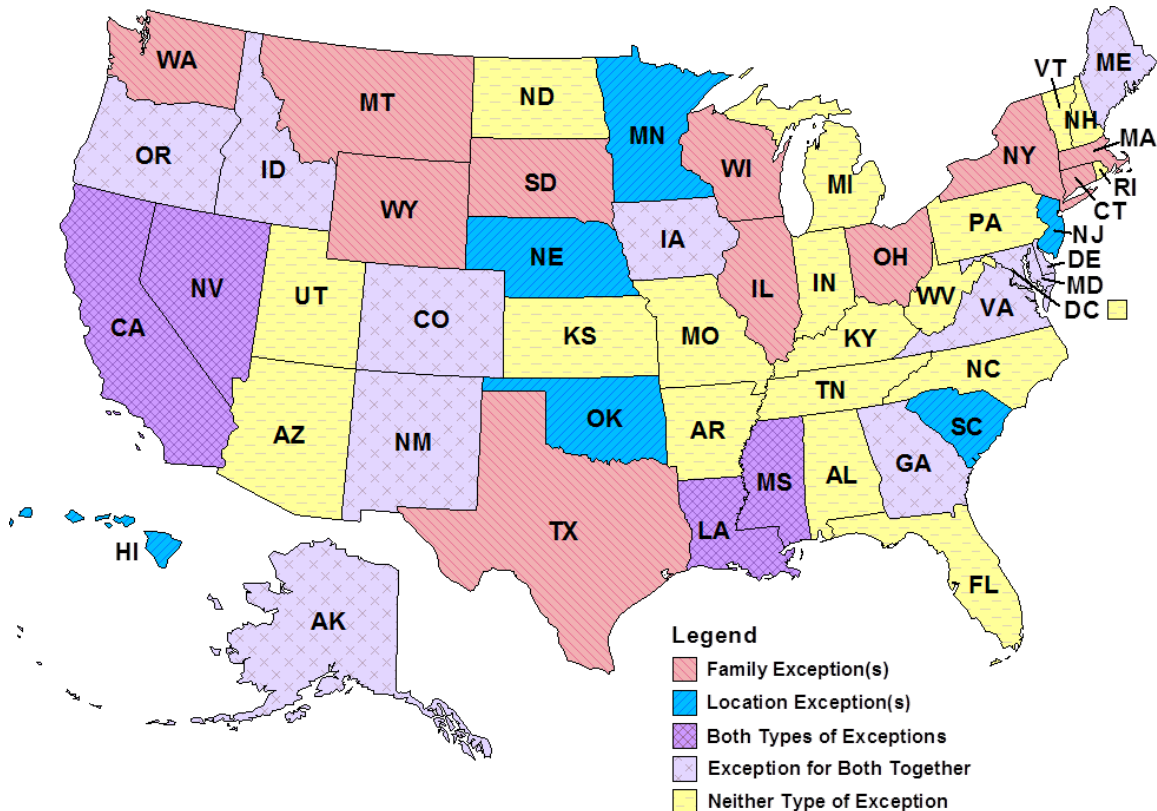 WA
MT
ND
MN
ME
VT
NH
MA
OR
ID
SD
WI
NY
MI
RI
CT
WY
IA
PA
NJ
NE
OH
DE
NV
IL
IN
WV
MD
CA
UT
CO
VA
DC
KS
MO
KY
NC
TN
AZ
NM
OK
AR
SC
MS
AL
GA
TX
LA
HI
FL
AK
Legend
Family Exception(s)
Location Exception(s)
Both Types of Exceptions
Exception for Both Together
Neither Type of Exception